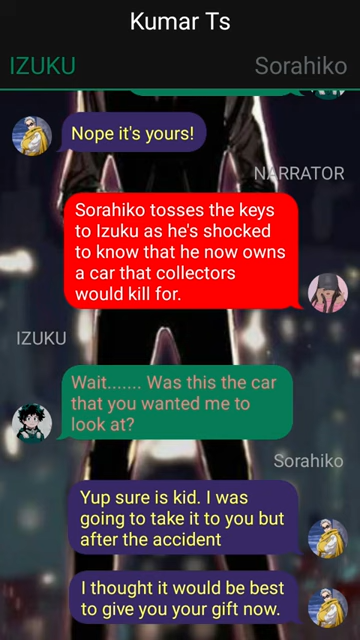 Kumar Ts
IZUKU
Sorahiko
Nope it's yours!
NARRATOR
Sorahiko tosses the keys
to Izuku as he's shocked
to know that he now owns
a car that collectors
would kill for.
IZUKU
Wait....... Was this the car
that you wanted me to
look at?
Sorahiko
Yup sure is kid. I was
going to take it to you but
after the accident
I thought it would be best
to give you your gift now.